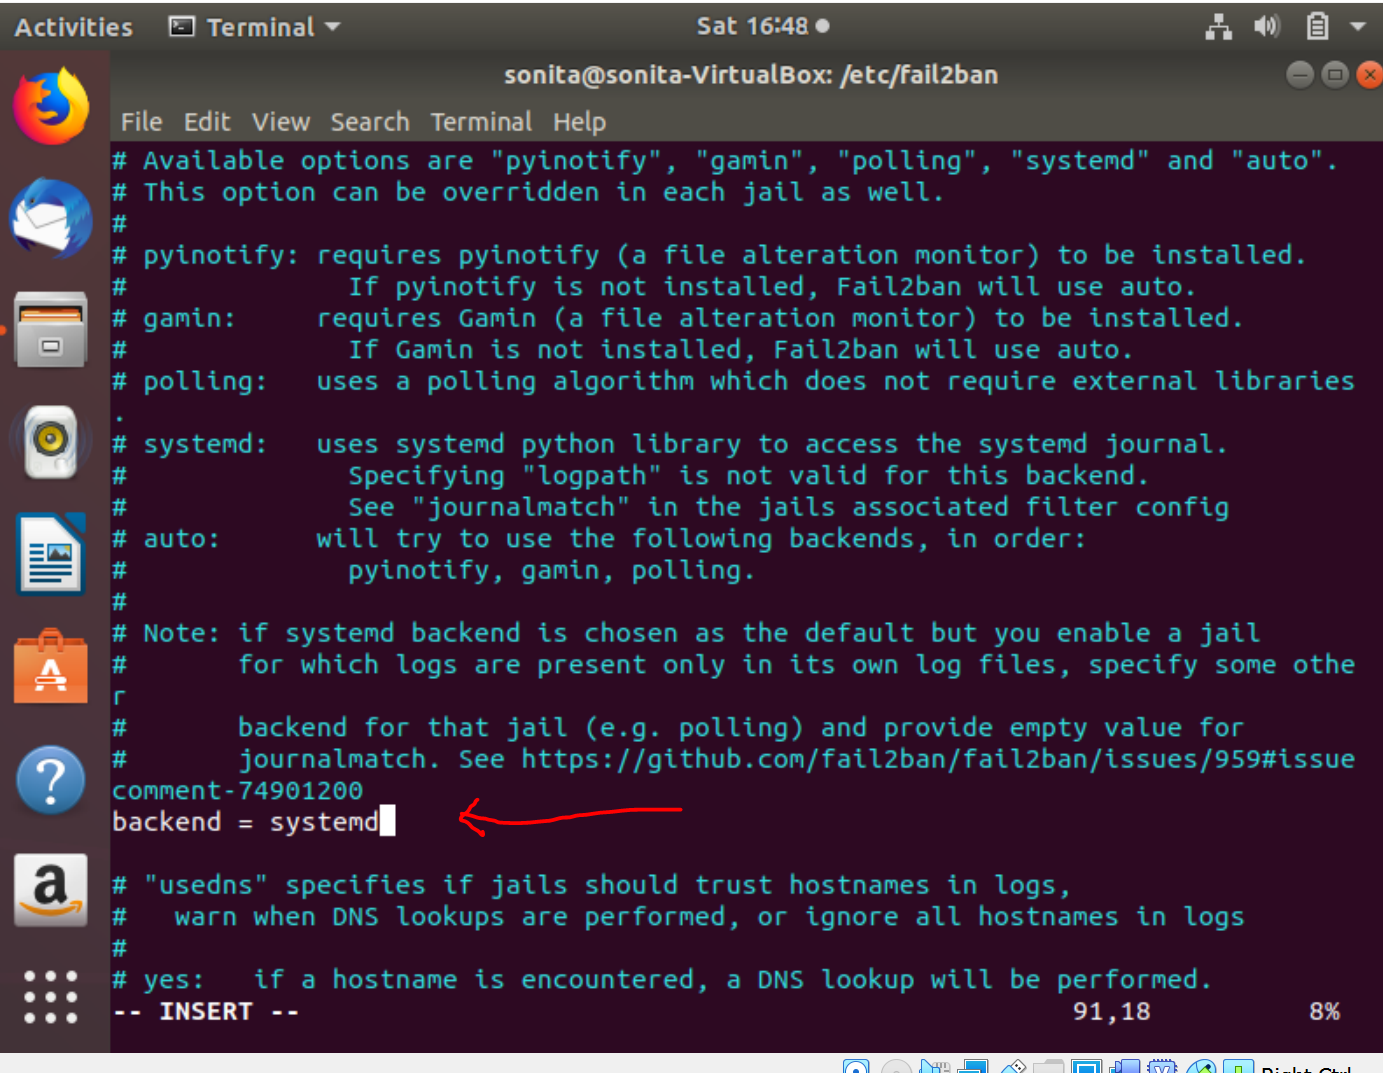 Activities Terminal Sat 16:48
sonita@sonita-VirtualBox: /etc/fail2ban
File Edit View Search Terminal Help
# Available options are "pyinotify", "gamin", "polling", "systemd" and "auto".
# This option can be overridden in each jail as well.
#
# pyinotify: requires pyinotify (a file alteration monitor) to be installed.
#              If pyinotify is not installed, Fail2ban will use auto.
# gamin:     requires Gamin (a file alteration monitor) to be installed.
#              If Gamin is not installed, Fail2ban will use auto.
# polling:   uses a polling algorithm which does not require external libraries
.
# systemd:   uses systemd python library to access the systemd journal.
#              Specifying "logpath" is not valid for this backend.
#              See "journalmatch" in the jails associated filter config
# auto:      will try to use the following backends, in order:
#              pyinotify, gamin, polling.
#
# Note: if systemd backend is chosen as the default but you enable a jail
#       for which logs are present only in its own log files, specify some othe
r
#       backend for that jail (e.g. polling) and provide empty value for
#       journalmatch. See https://github.com/fail2ban/fail2ban/issues/959#issue
comment-74901200
backend = systemd
# "usedns" specifies if jails should trust hostnames in logs,
#   warn when DNS lookups are performed, or ignore all hostnames in logs
#
# yes:   if a hostname is encountered, a DNS lookup will be performed.
-- INSERT -- 91,18 8%
Right Ctrl